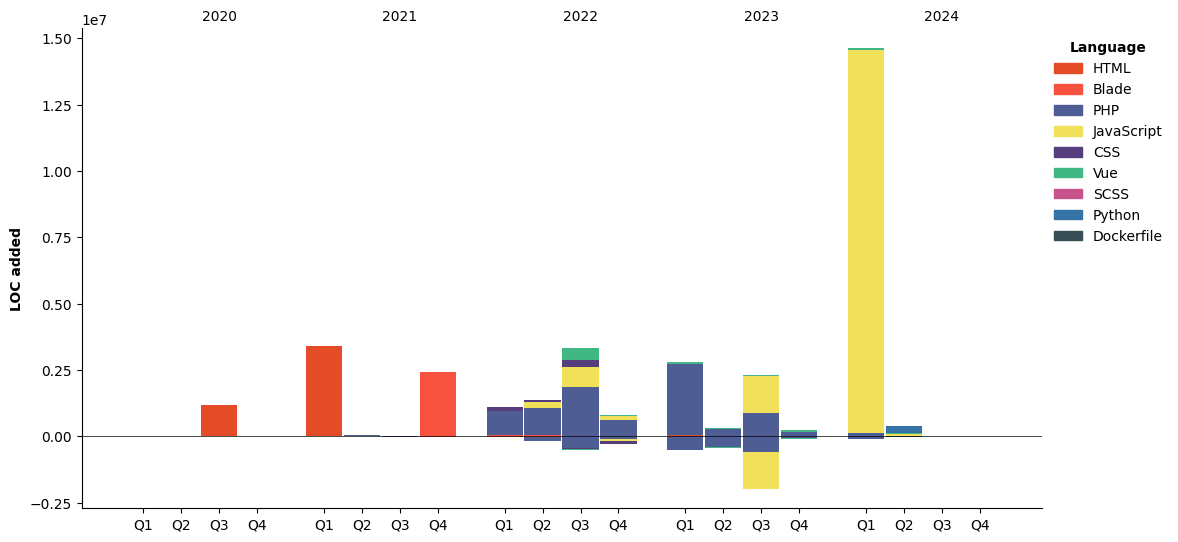 2020 2021 2022 2023 2024
1e7
1.50
1.25
1.00
0.75
0.50
0.25
0.00
−0.25
LOC added
Q1 Q2 Q3 Q4 Q1 Q2 Q3 Q4 Q1 Q2 Q3 Q4 Q1 Q2 Q3 Q4 Q1 Q2 Q3 Q4
Language
HTML
Blade
PHP
JavaScript
CSS
Vue
SCSS
Python
Dockerfile